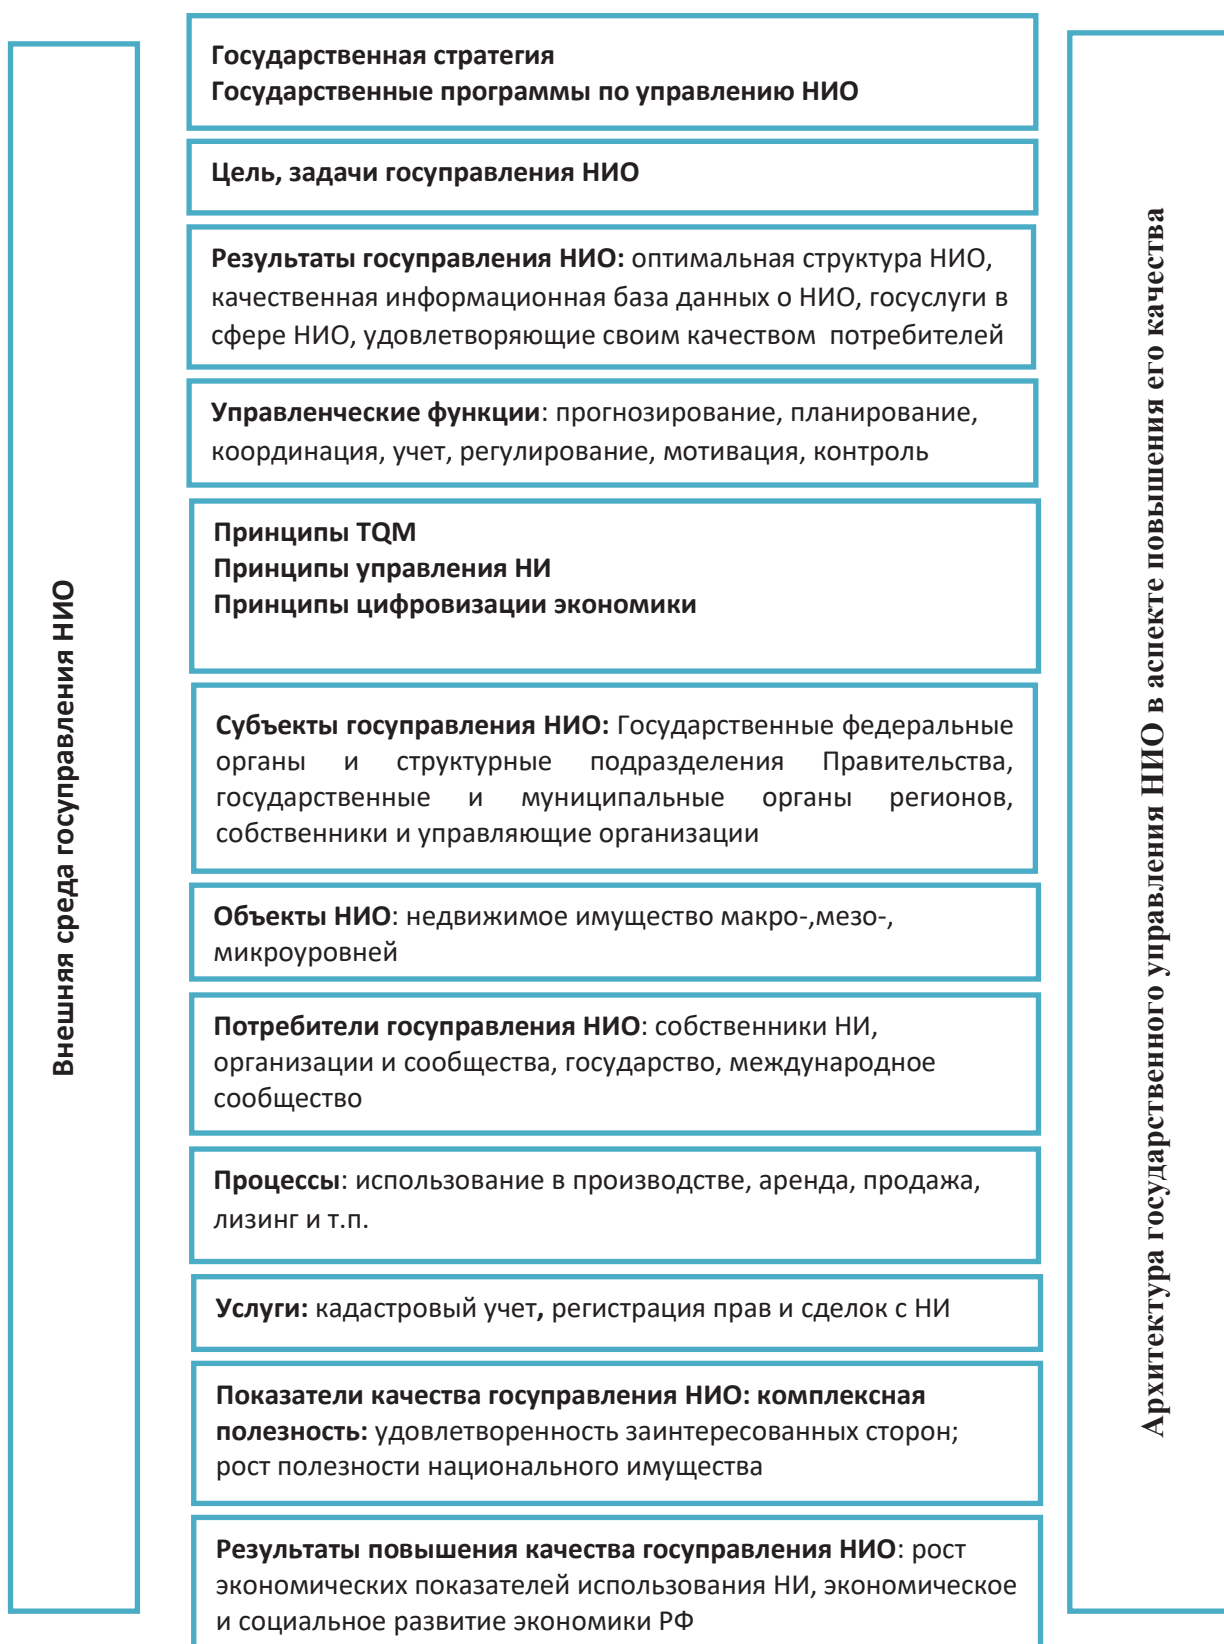 Внешняя среда госуправления НИО
Государственная стратегия
Государственные программы по управлению НИО
Цель, задачи госуправления НИО
Результаты госуправления НИО: оптимальная структура НИО,
качественная информационная база данных о НИО, госуслуги в
сфере НИО, удовлетворяющие своим качеством потребителей
Управленческие функции: прогнозирование, планирование,
координация, учет, регулирование, мотивация, контроль
Принципы TQM
Принципы управления НИ
Принципы цифровизации экономики
Субъекты госуправления НИО: Государственные федеральные
органы и структурные подразделения Правительства,
государственные и муниципальные органы регионов,
собственники и управляющие организации
Объекты НИО: недвижимое имущество макро-,мезо-,
микроуровней
Потребители госуправления НИО: собственники НИ,
организации и сообщества, государство, международное
сообщество
Процессы: использование в производстве, аренда, продажа,
лизинг и т.п.
Услуги: кадастровый учет, регистрация прав и сделок с НИ
Показатели качества госуправления НИО: комплексная
полезность: удовлетворенность заинтересованных сторон;
рост полезности национального имущества
Результаты повышения качества госуправления НИО: рост
экономических показателей использования НИ, экономическое
и социальное развитие экономики РФ
Архитектура государственного управления НИО в аспекте повышения его качества